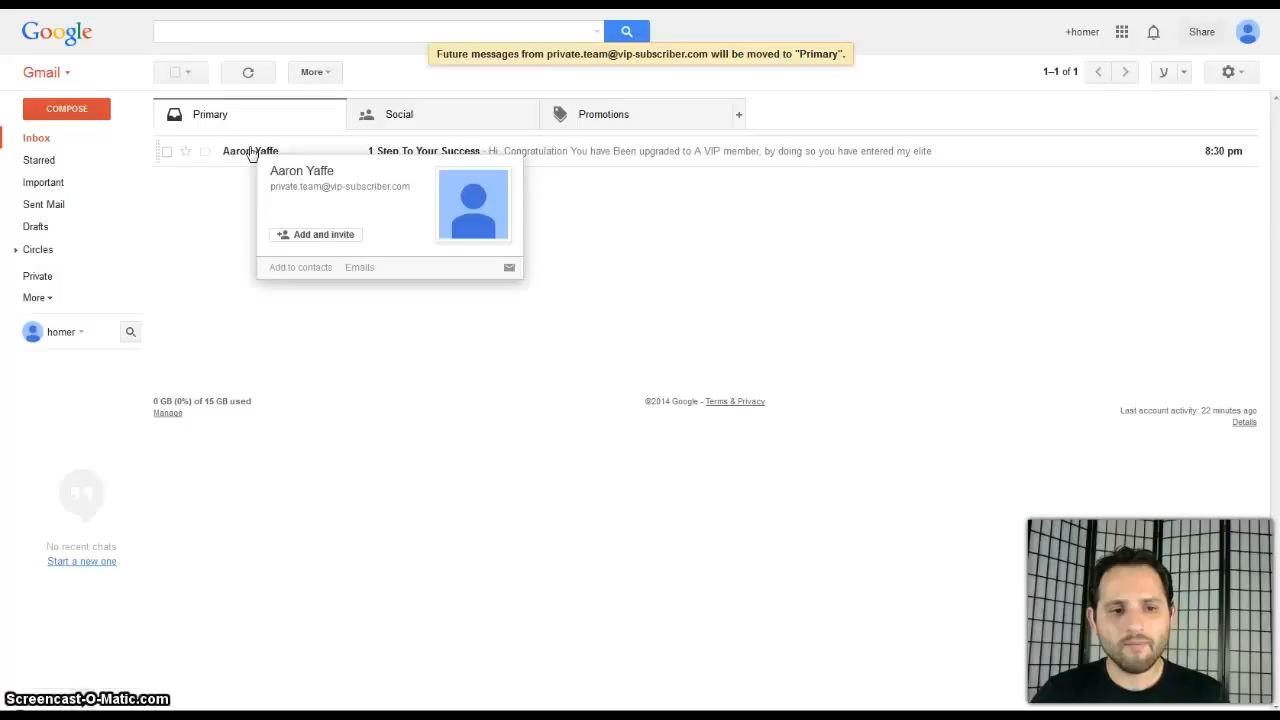 Google
+homer
Share
Future messages from private.team@vip-subscriber.com will be moved to "Primary".
Gmail
More
1–1 of 1
ע
COMPOSE
Primary
Social
Promotions
+
Inbox
Starred
Important
Sent Mail
Drafts
Circles
Private
More
homer
Aaron Yaffe
1 Step To Your Success - Hi, Congratulation You have Been upgraded to A VIP member, by doing so you have entered my elite
8:30 pm
Aaron Yaffe
private.team@vip-subscriber.com
Add and invite
Add to contacts
Emails
0 GB (0%) of 15 GB used
Manage
©2014 Google - Terms & Privacy
Last account activity: 22 minutes ago
Details
No recent chats
Start a new one
Screencast-O-Matic.com